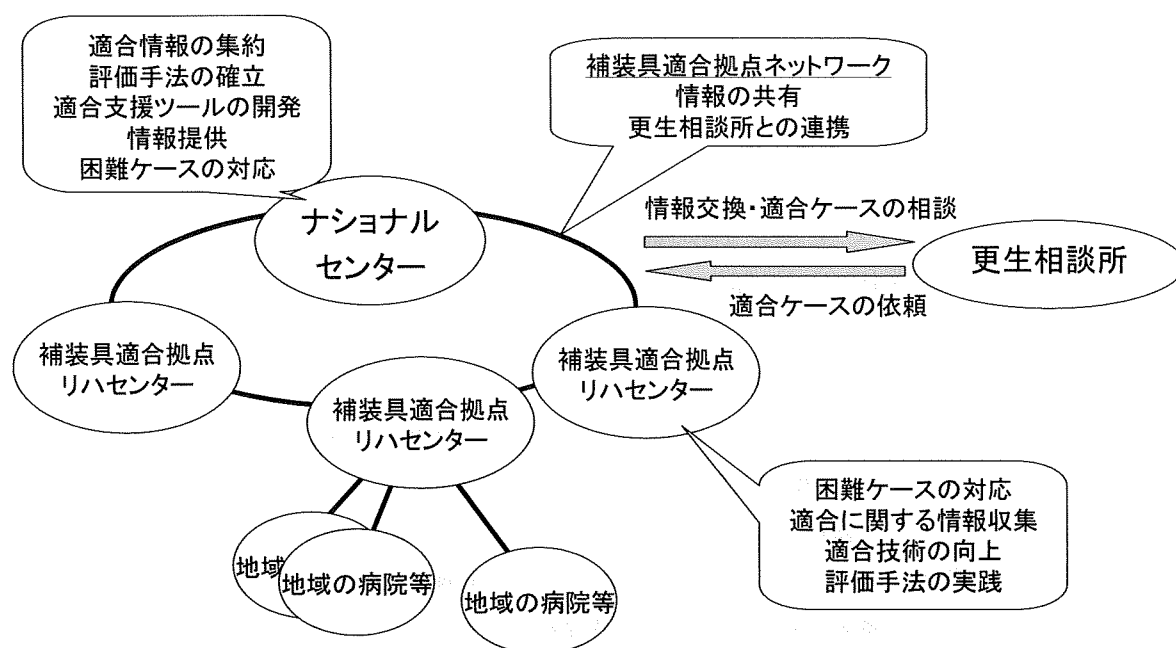 適合情報の集約
評価手法の確立
適合支援ツールの開発
情報提供
困難ケースの対応
補装具適合拠点ネットワーク
情報の共有
更生相談所との連携
ナショナル
センター
情報交換・適合ケースの相談
更生相談所
適合ケースの依頼
補装具適合拠点
リハセンター
補装具適合拠点
リハセンター
補装具適合拠点
リハセンター
困難ケースの対応
適合に関する情報収集
適合技術の向上
評価手法の実践
地域
地域の病院等
地域の病院等